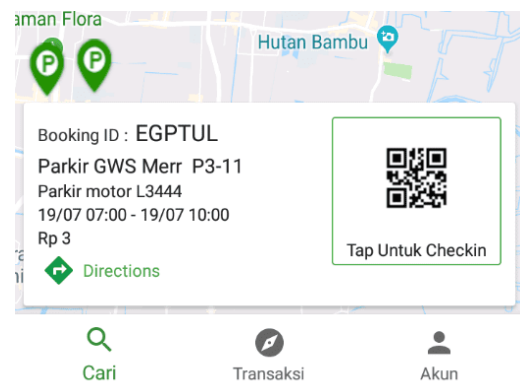 aman Flora
Hutan Bambu
P P
Booking ID : EGPTUL
Parkir GWS Merr P3-11
Parkir motor L3444
19/07 07:00 - 19/07 10:00
Rp 3
Directions
Tap Untuk Checkin
Cari
Transaksi
Akun